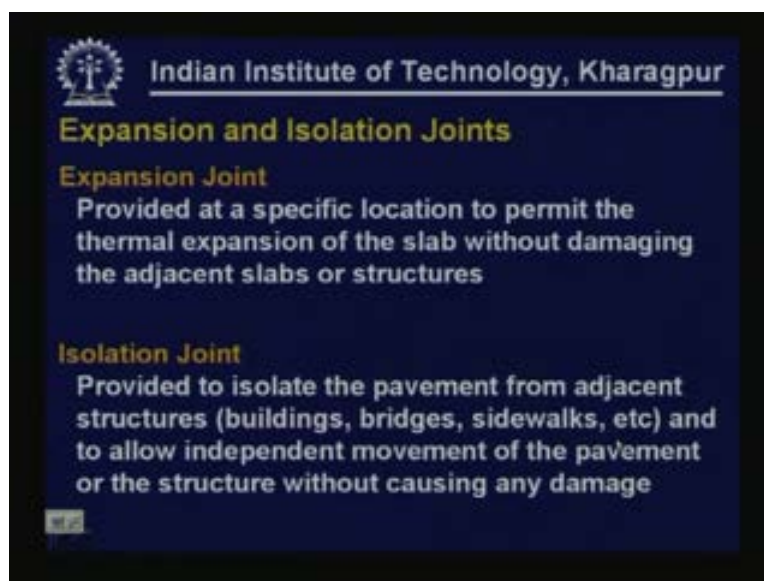 Indian Institute of Technology, Kharagpur
Expansion and Isolation Joints
Expansion Joint
Provided at a specific location to permit the
thermal expansion of the slab without damaging
the adjacent slabs or structures
Isolation Joint
Provided to isolate the pavement from adjacent
structures (buildings, bridges, sidewalks, etc) and
to allow independent movement of the pavement
or the structure without causing any damage